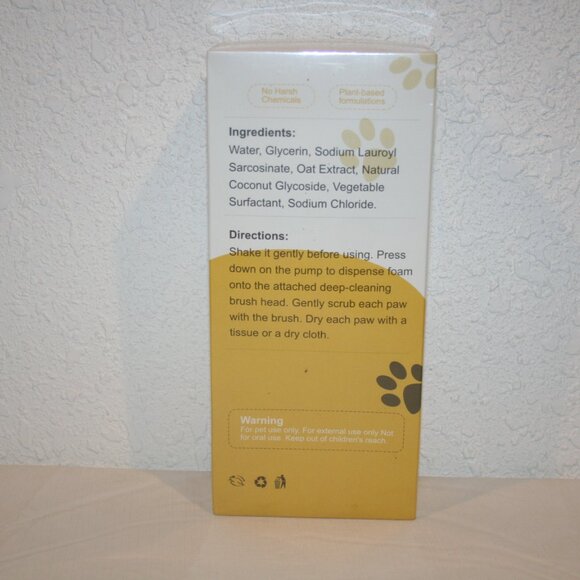 No Harsh
Chemicals
Plant-based
formulations
Ingredients:
Water, Glycerin, Sodium Lauroyl
Sarcosinate, Oat Extract, Natural
Coconut Glycoside, Vegetable
Surfactant, Sodium Chloride.
Directions:
Shake it gently before using. Press
down on the pump to dispense foam
onto the attached deep-cleaning
brush head. Gently scrub each paw
with the brush. Dry each paw with a
tissue or a dry cloth.
Warning
For pet use only. For external use only Not
for oral use. Keep out of children's reach.